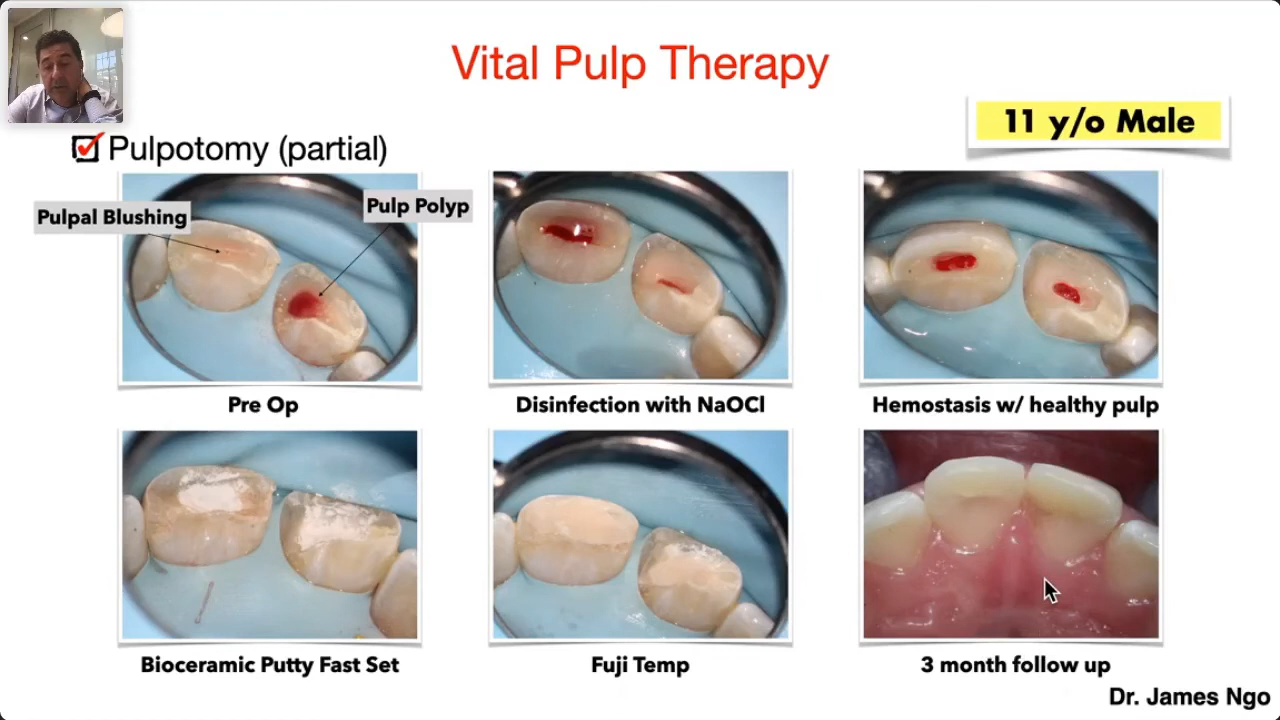 Vital Pulp Therapy
11 y/o Male
Pulpotomy (partial)
Pulpal Blushing
Pulp Polyp
Pre Op
Disinfection with NaOCl
Hemostasis w/ healthy pulp
Bioceramic Putty Fast Set
Fuji Temp
3 month follow up
Dr. James Ngo